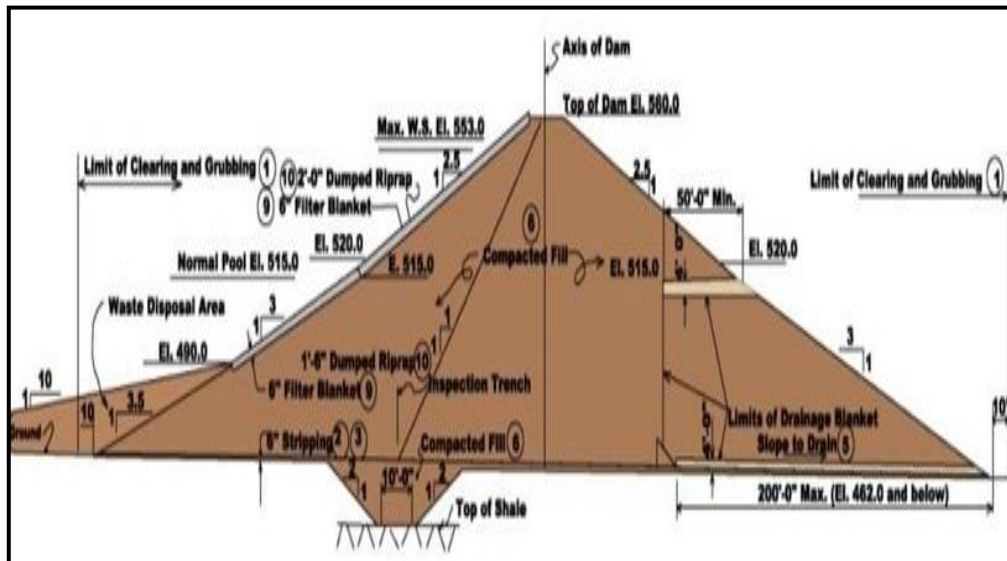 Axis of Dam
Top of Dam El. 560.0
Max. W.S. El. 553.0
2.5
1
2.5
1
Limit of Clearing and Grubbing 1
10 2'-0" Dumped Riprap
9 6" Filter Blanket
Limit of Clearing and Grubbing 1
50'-0" Min.
6
Compacted Fill
El. 520.0
Normal Pool El. 515.0
E. 515.0
El. 515.0
El. 520.0
Waste Disposal Area
3
1
El. 490.0
1
1
3
1
1'-6" Dumped Riprap 10
6" Filter Blanket 9
Inspection Trench
10
1
10
3.5
1
Ground
Limits of Drainage Blanket
Slope to Drain 5
10'
6" Stripping 2 3
Compacted Fill 6
2
1
10'-0"
2
1
Top of Shale
200'-0" Max. (El. 462.0 and below)